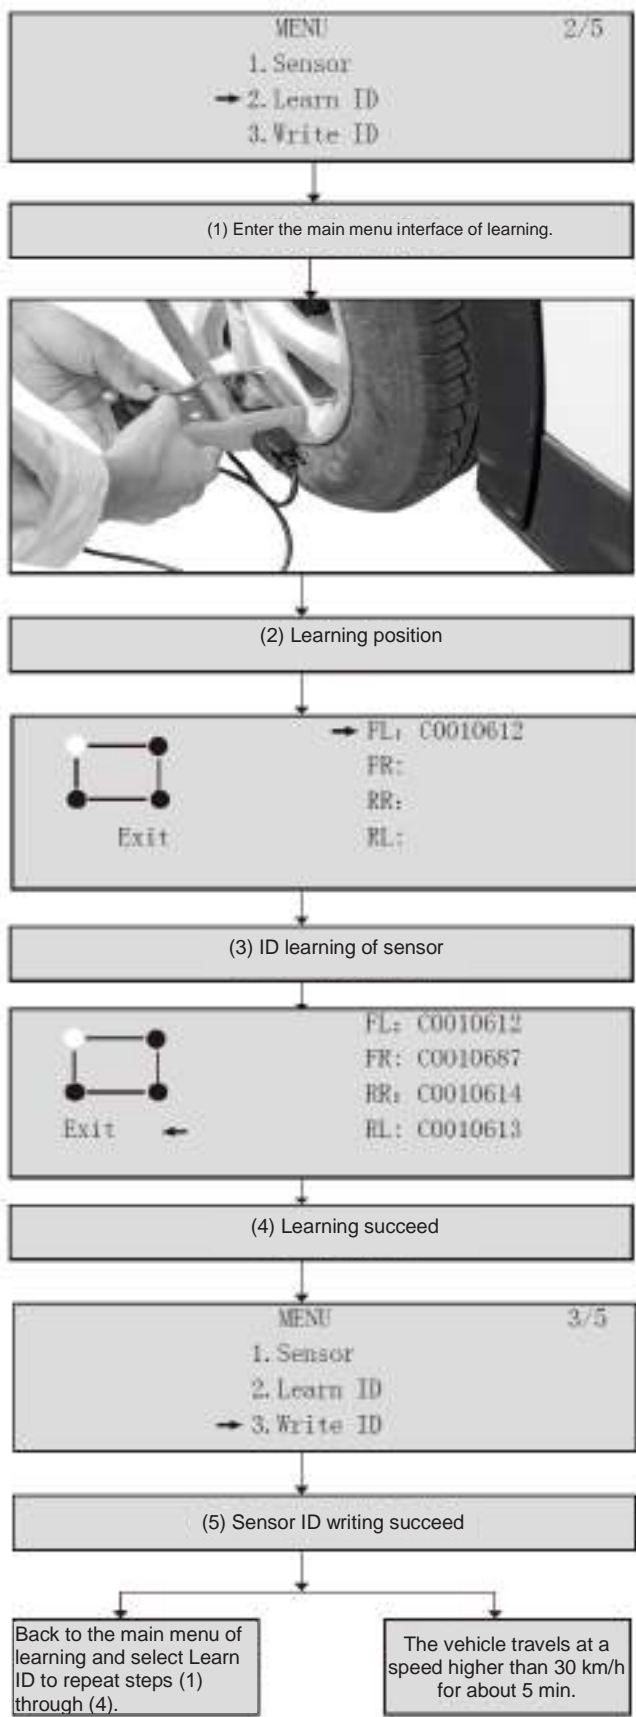 MENU 2/5
1. Sensor
→ 2. Learn ID
3. Write ID
(1) Enter the main menu interface of learning.
(2) Learning position
→ FL: C0010612
FR:
RR:
Exit RL:
(3) ID learning of sensor
FL: C0010612
FR: C0010687
RR: C0010614
Exit ← RL: C0010613
(4) Learning succeed
MENU 3/5
1. Sensor
2. Learn ID
→ 3. Write ID
(5) Sensor ID writing succeed
Back to the main menu of
learning and select Learn
ID to repeat steps (1)
through (4).
The vehicle travels at a
speed higher than 30 km/h
for about 5 min.